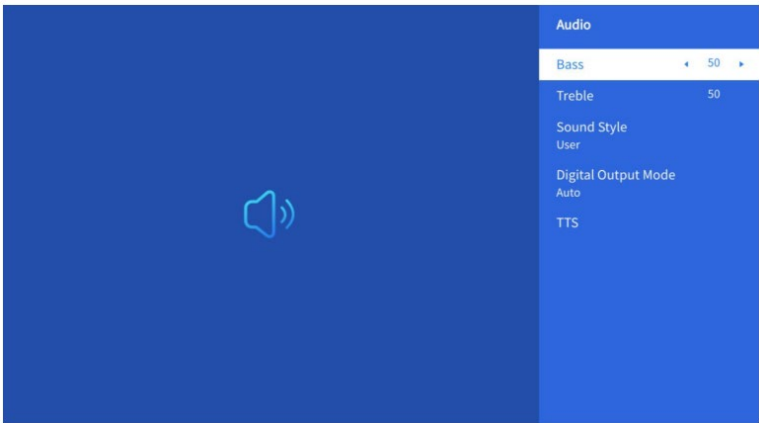 Audio
Bass 50
Treble 50
Sound Style
User
Digital Output Mode
Auto
TTS